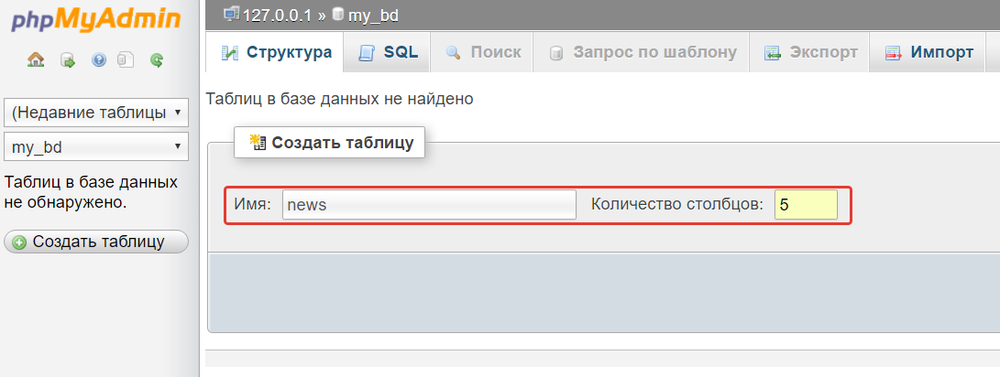 phpMyAdmin
(Недавние таблицы
my_bd
Таблиц в базе данных
не обнаружено.
Создать таблицу
127.0.0.1 » my_bd
Структура SQL Поиск Запрос по шаблону Экспорт Импорт
Таблиц в базе данных не найдено
Создать таблицу
Имя: news Количество столбцов: 5